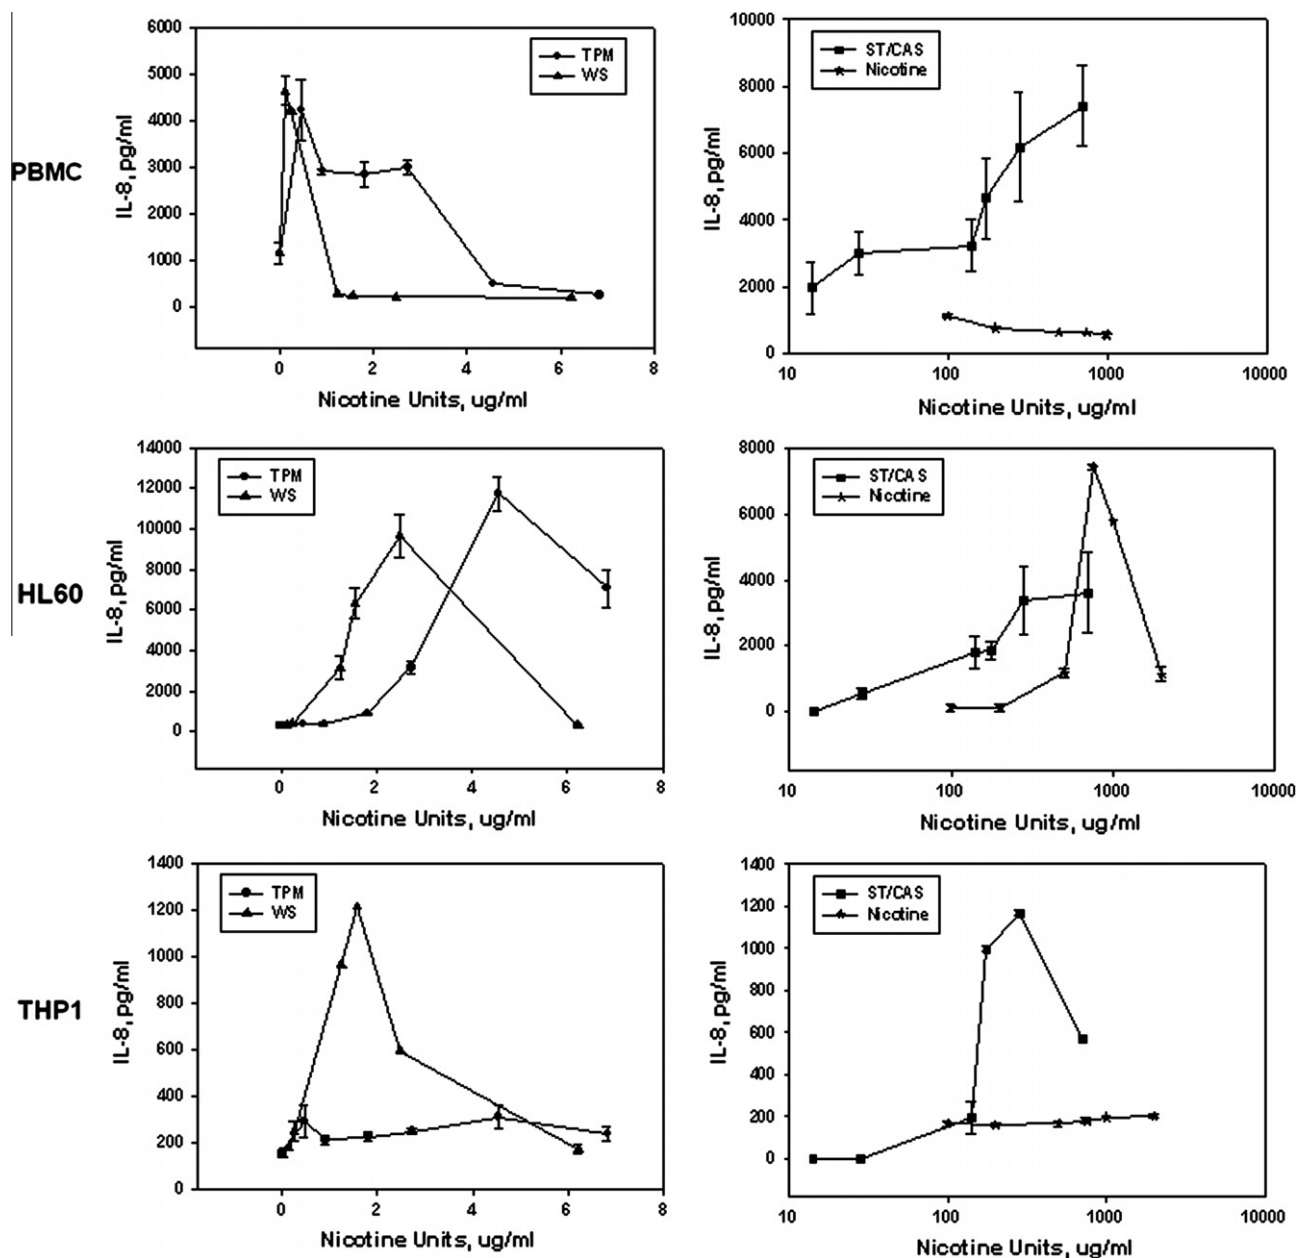 PBMC
6000
5000
4000
3000
2000
1000
0
IL-8, pg/ml
TPM
WS
0 2 4 6 8
Nicotine Units, ug/ml
10000
8000
6000
4000
2000
0
IL-8, pg/ml
ST/CAS
Nicotine
10 100 1000 10000
Nicotine Units, ug/ml
HL60
14000
12000
10000
8000
6000
4000
2000
0
IL-8, pg/ml
TPM
WS
0 2 4 6 8
Nicotine Units, ug/ml
8000
6000
4000
2000
0
IL-8, pg/ml
ST/CAS
Nicotine
10 100 1000 10000
Nicotine Units, ug/ml
THP1
1400
1200
1000
800
600
400
200
0
IL-8, pg/ml
TPM
WS
0 2 4 6 8
Nicotine Units, ug/ml
1400
1200
1000
800
600
400
200
0
IL-8, pg/ml
ST/CAS
Nicotine
10 100 1000 10000
Nicotine Units, ug/ml